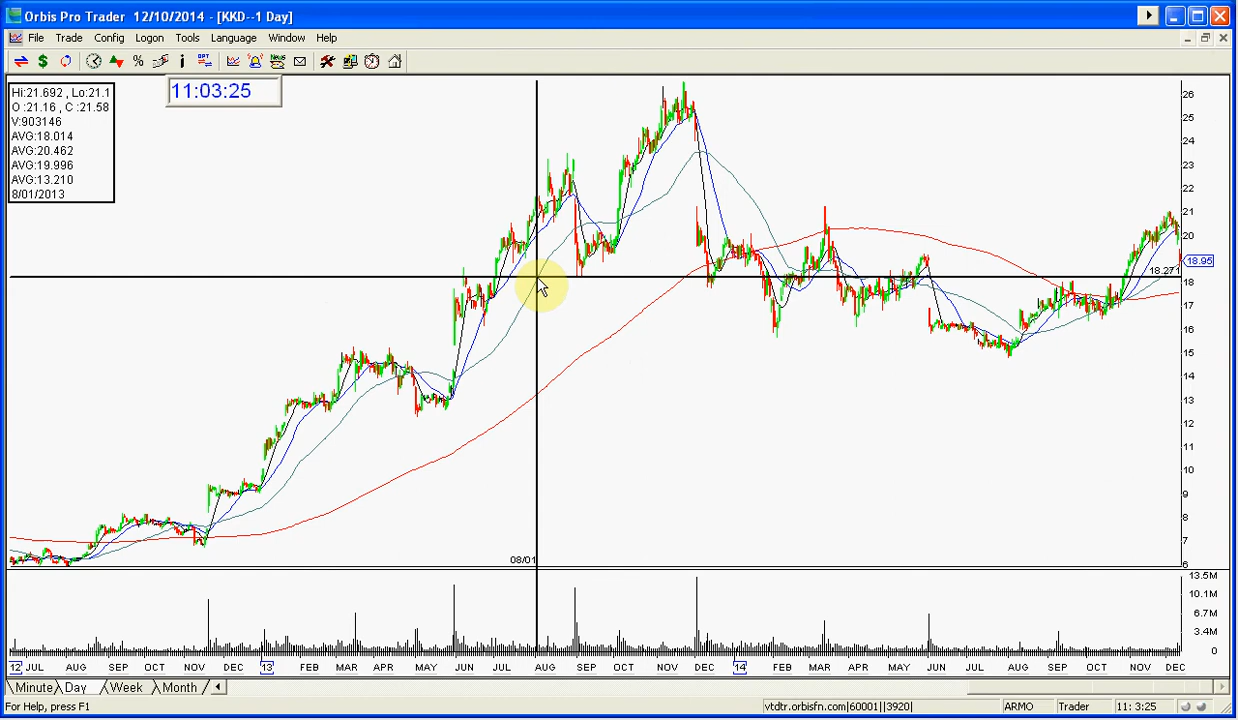 Orbis Pro Trader 12/10/2014 - [KKD--1 Day]
File Trade Config Logon Tools Language Window Help
Hi:21.692 , Lo:21.1
O :21.16 , C :21.58
V:903146
AVG:18.014
AVG:20.462
AVG:19.996
AVG:13.210
8/01/2013
11:03:25
26
25
24
23
22
21
20
18.95
18.271
18
17
16
15
14
13
12
11
10
9
8
7
6
08/01
13.5M
10.1M
6.7M
3.4M
0
12 JUL AUG SEP OCT NOV DEC 13 FEB MAR APR MAY JUN JUL AUG SEP OCT NOV DEC 14 FEB MAR APR MAY JUN JUL AUG SEP OCT NOV DEC
Minute Day Week Month
For Help, press F1 vtdtr.orbisfn.com|60001||3920| ARMO Trader 11: 3:25